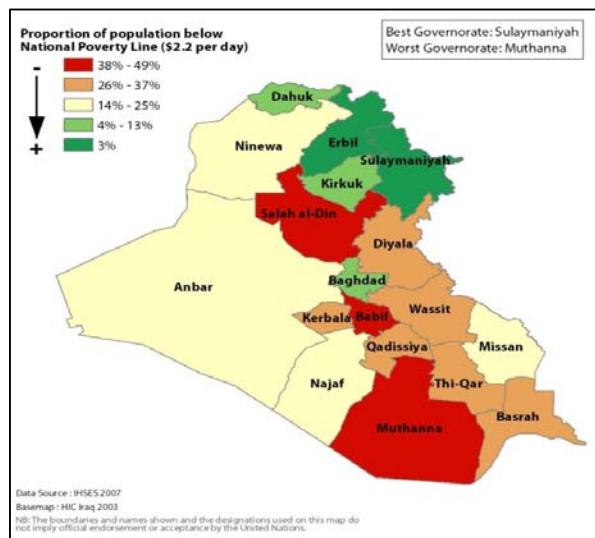 Proportion of population below
National Poverty Line ($2.2 per day)
Best Governorate: Sulaymaniyah
Worst Governorate: Muthanna
-
38% - 49%
26% - 37%
14% - 25%
4% - 13%
+
3%
Dahuk
Ninewa
Erbil
Sulaymaniyah
Kirkuk
Salah al-Din
Diyala
Anbar
Baghdad
Kerbala
Babil
Wassit
Qadissiya
Missan
Najaf
Thi-Qar
Basrah
Muthanna
Data Source : IHSES 2007
Basemap : HIC Iraq 2003
NB: The boundaries and names shown and the designations used on this map do
not imply official endorsement or acceptance by the United Nations.